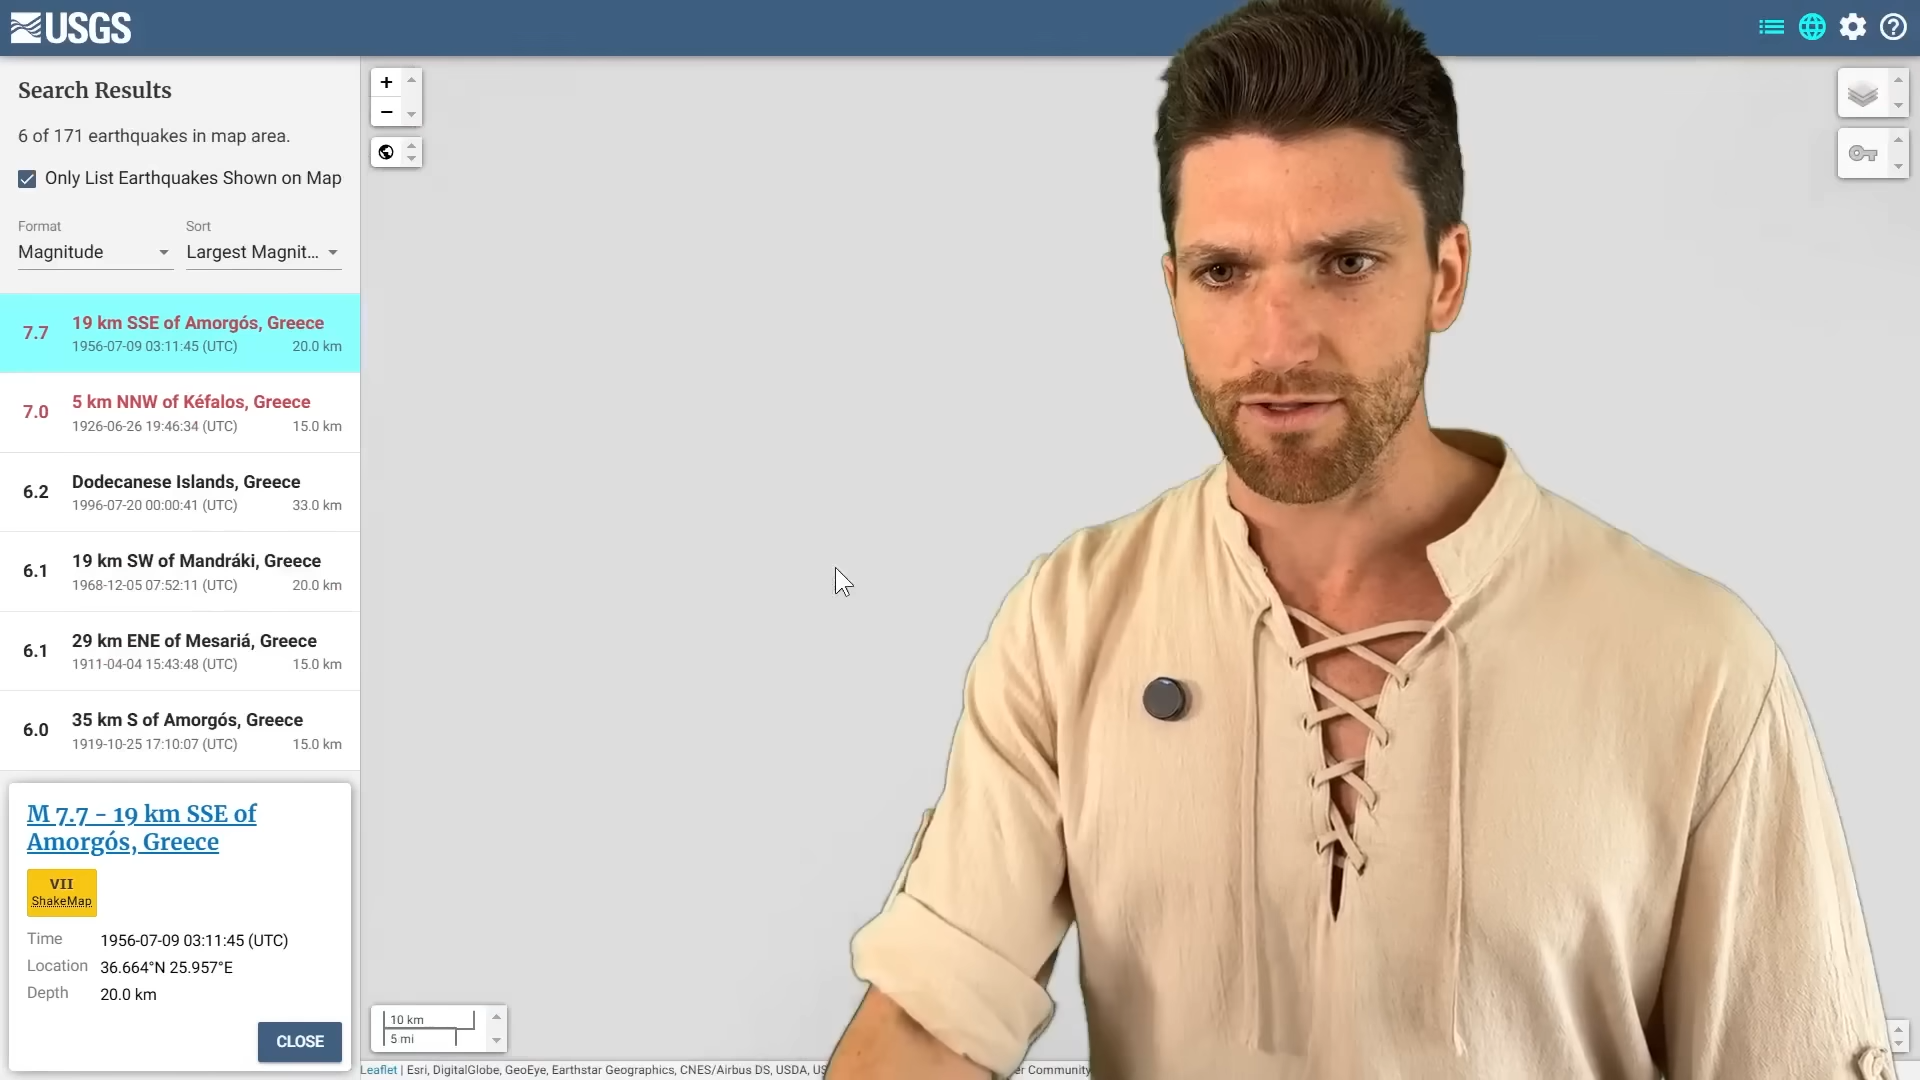 USGS
Search Results
6 of 171 earthquakes in map area.
Only List Earthquakes Shown on Map
Format
Sort
Magnitude
Largest Magnit...
7.7
19 km SSE of Amorgós, Greece
1956-07-09 03:11:45 (UTC)
20.0 km
7.0
5 km NNW of Kéfalos, Greece
1926-06-26 19:46:34 (UTC)
15.0 km
6.2
Dodecanese Islands, Greece
1996-07-20 00:00:41 (UTC)
33.0 km
6.1
19 km SW of Mandráki, Greece
1968-12-05 07:52:11 (UTC)
20.0 km
6.1
29 km ENE of Mesariá, Greece
1911-04-04 15:43:48 (UTC)
15.0 km
6.0
35 km S of Amorgós, Greece
1919-10-25 17:10:07 (UTC)
15.0 km
M 7.7 - 19 km SSE of
Amorgós, Greece
VII
ShakeMap
Time 1956-07-09 03:11:45 (UTC)
Location 36.664°N 25.957°E
Depth 20.0 km
CLOSE
+
−
10 km
5 mi
Leaflet | Esri, DigitalGlobe, GeoEye, Earthstar Geographics, CNES/Airbus DS, USDA, US
er Community